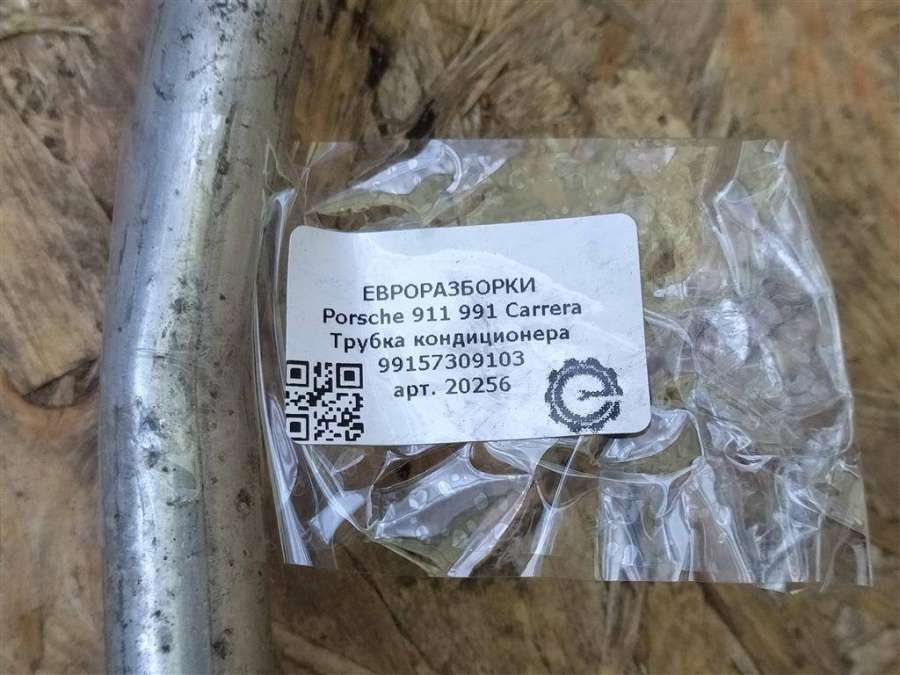 ЕВРОРАЗБОРКИ
Porsche 911 991 Carrera
Трубка кондиционера
99157309103
арт. 20256